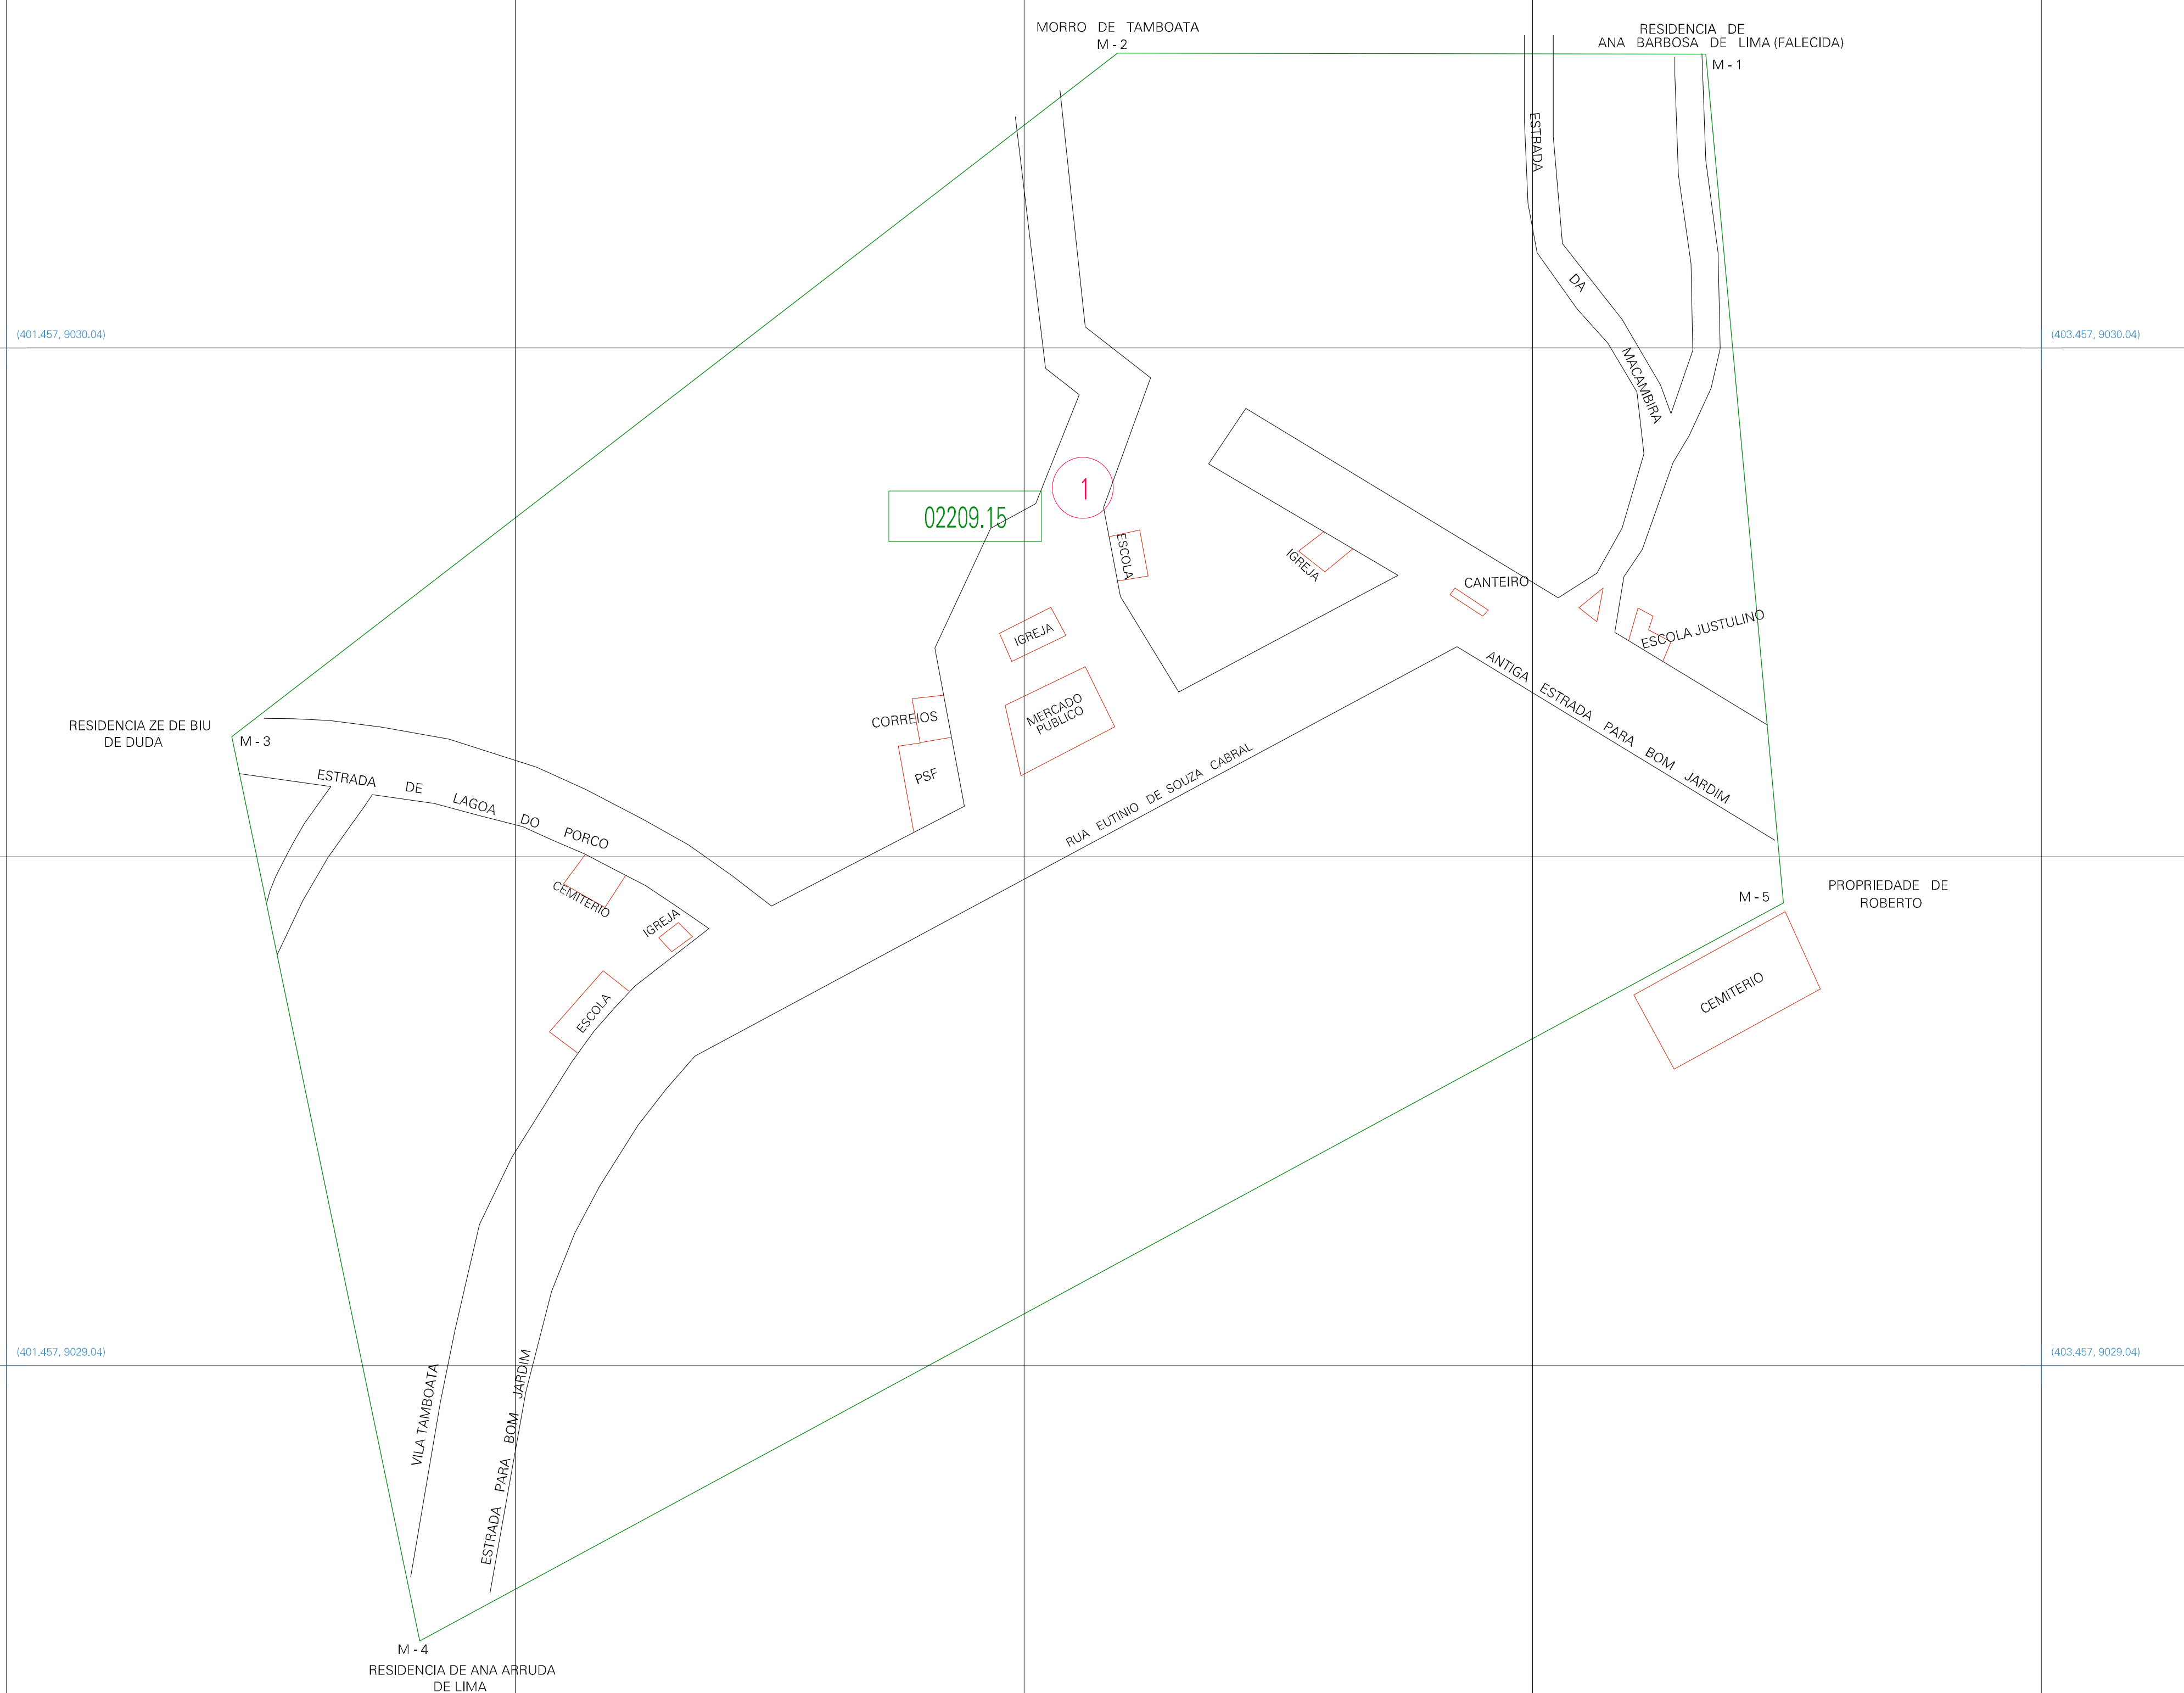 MORRO DE TAMBOATA
M - 2
RESIDENCIA DE
ANA BARBOSA DE LIMA (FALECIDA)
M - 1
ESTRADA DA MACAMBIRA
(401.457, 9030.04)
(403.457, 9030.04)
1
02209.15
ESCOLA
IGREJA
CANTEIRO
ESCOLA JUSTULINO
IGREJA
ANTIGA ESTRADA PARA BOM JARDIM
CORREIOS
MERCADO
PUBLICO
PSF
RESIDENCIA ZE DE BIU
DE DUDA
M - 3
ESTRADA DE LAGOA DO PORCO
RUA EUTINIO DE SOUZA CABRAL
CEMITERIO
IGREJA
ESCOLA
M - 5
PROPRIEDADE DE
ROBERTO
CEMITERIO
(401.457, 9029.04)
(403.457, 9029.04)
VILA TAMBOATA
ESTRADA PARA BOM JARDIM
M - 4
RESIDENCIA DE ANA ARRUDA
DE LIMA